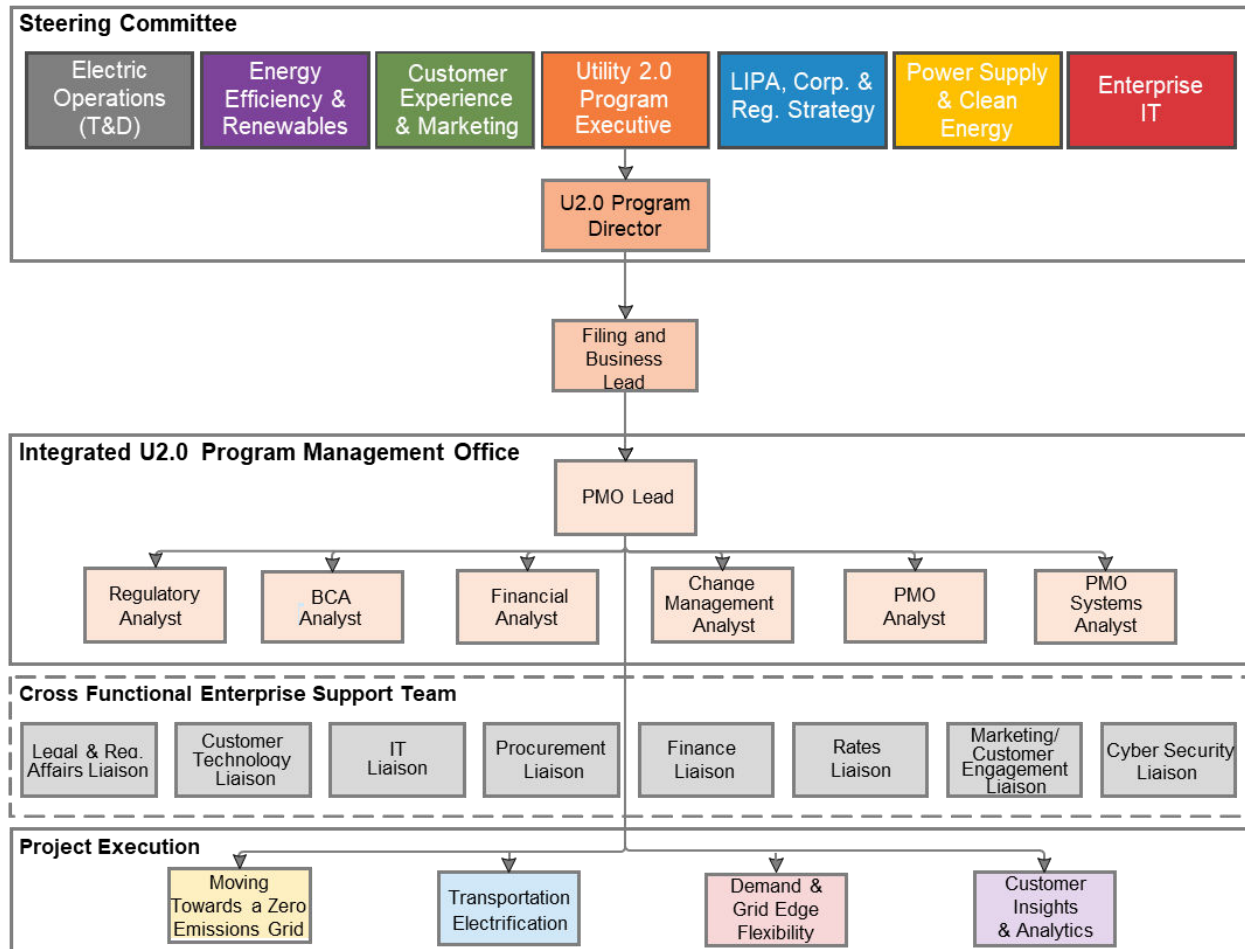 Steering Committee
Electric
Operations
(T&D)
Energy
Efficiency &
Renewables
Customer
Experience
& Marketing
Utility 2.0
Program
Executive
LIPA, Corp. &
Reg. Strategy
Power Supply
& Clean
Energy
Enterprise
IT
U2.0 Program
Director
Filing and
Business
Lead
Integrated U2.0 Program Management Office
PMO Lead
Regulatory
Analyst
BCA
Analyst
Financial
Analyst
Change
Management
Analyst
PMO
Analyst
PMO
Systems
Analyst
Cross Functional Enterprise Support Team
Legal & Reg.
Affairs Liaison
Customer
Technology
Liaison
IT
Liaison
Procurement
Liaison
Finance
Liaison
Rates
Liaison
Marketing/
Customer
Engagement
Liaison
Cyber Security
Liaison
Project Execution
Moving
Towards a Zero
Emissions Grid
Transportation
Electrification
Demand &
Grid Edge
Flexibility
Customer
Insights
& Analytics